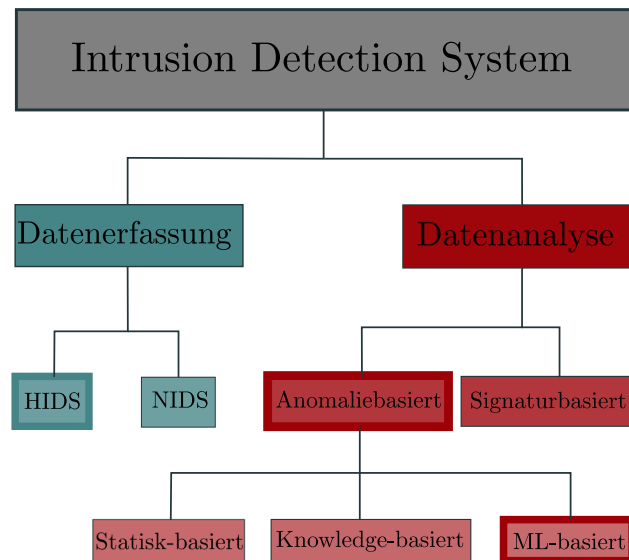 Intrusion Detection System
Datenerfassung
Datenanalyse
HIDS
NIDS
Anomaliebasiert
Signaturbasiert
Statisk-basiert
Knowledge-basiert
ML-basiert